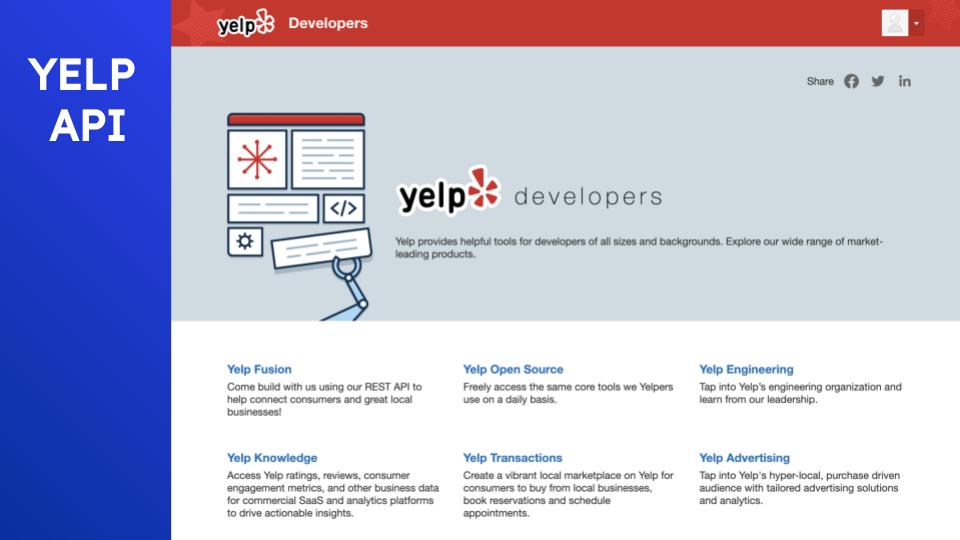 YELP
API
yelp
Developers
Share
yelp developers
Yelp provides helpful tools for developers of all sizes and backgrounds. Explore our wide range of market-
leading products.
Yelp Fusion
Come build with us using our REST API to
help connect consumers and great local
businesses!
Yelp Open Source
Freely access the same core tools we Yelpers
use on a daily basis.
Yelp Engineering
Tap into Yelp's engineering organization and
learn from our leadership.
Yelp Knowledge
Access Yelp ratings, reviews, consumer
engagement metrics, and other business data
for commercial SaaS and analytics platforms
to drive actionable insights.
Yelp Transactions
Create a vibrant local marketplace on Yelp for
consumers to buy from local businesses,
book reservations and schedule
appointments.
Yelp Advertising
Tap into Yelp's hyper-local, purchase driven
audience with tailored advertising solutions
and analytics.